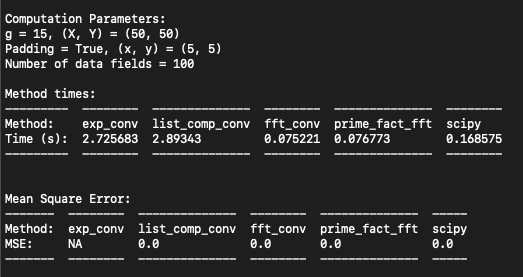 Computation Parameters:
g = 15, (X, Y) = (50, 50)
Padding = True, (x, y) = (5, 5)
Number of data fields = 100
Method times:
Method: exp_conv list_comp_conv fft_conv prime_fact_fft scipy
Time (s): 2.725683 2.89343 0.075221 0.076773 0.168575
Mean Square Error:
Method: exp_conv list_comp_conv fft_conv prime_fact_fft scipy
MSE: NA 0.0 0.0 0.0 0.0